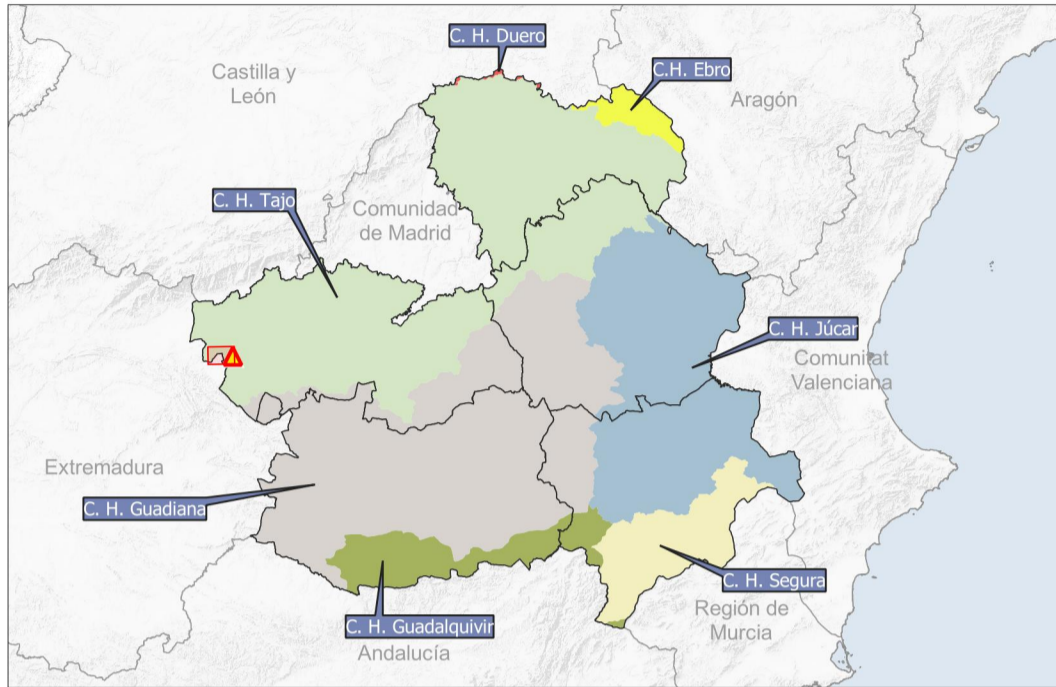 C. H. Duero
Castilla y
León
C.H. Ebro
Aragón
C. H. Tajo
Comunidad
de Madrid
C. H. Júcar
Comunitat
Valenciana
Extremadura
C. H. Guadiana
C. H. Segura
Región de
Murcia
C. H. Guadalquivir
Andalucía